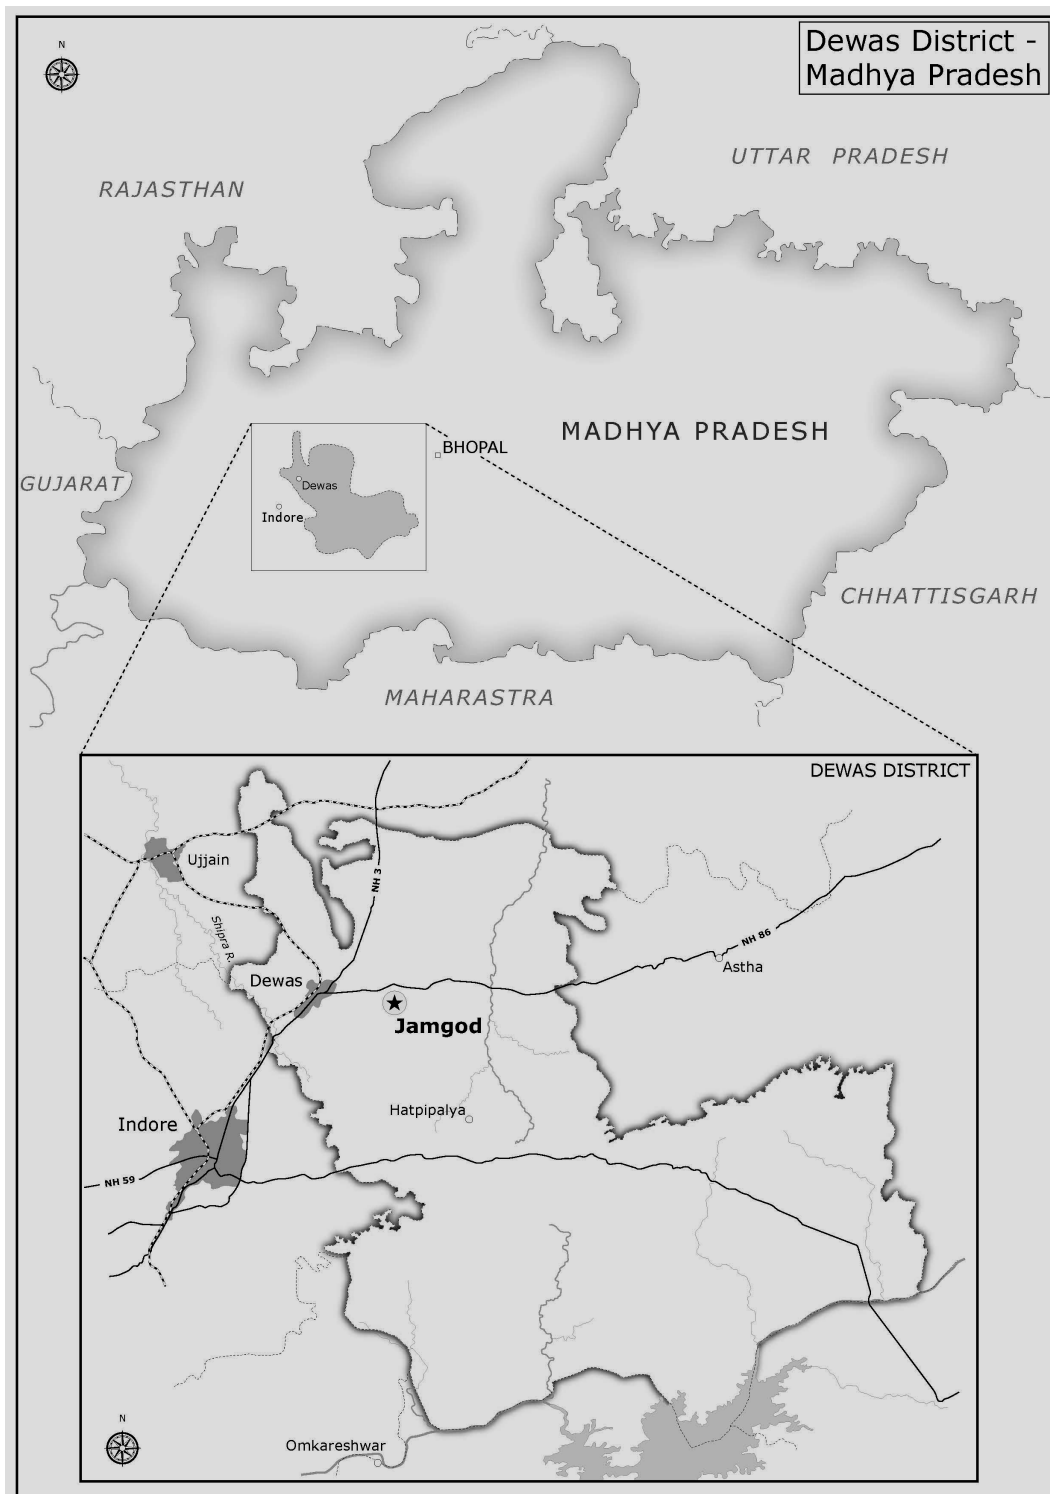 N
Dewas District -
Madhya Pradesh
UTTAR PRADESH
RAJASTHAN
MADHYA PRADESH
BHOPAL
GUJARAT
Dewas
Indore
CHHATTISGARH
MAHARASTRA
DEWAS DISTRICT
Ujjain
NH 3
Shipra R.
NH 86
Astha
Dewas
Jamgod
Hatpipalya
Indore
NH 59
N
Omkareshwar